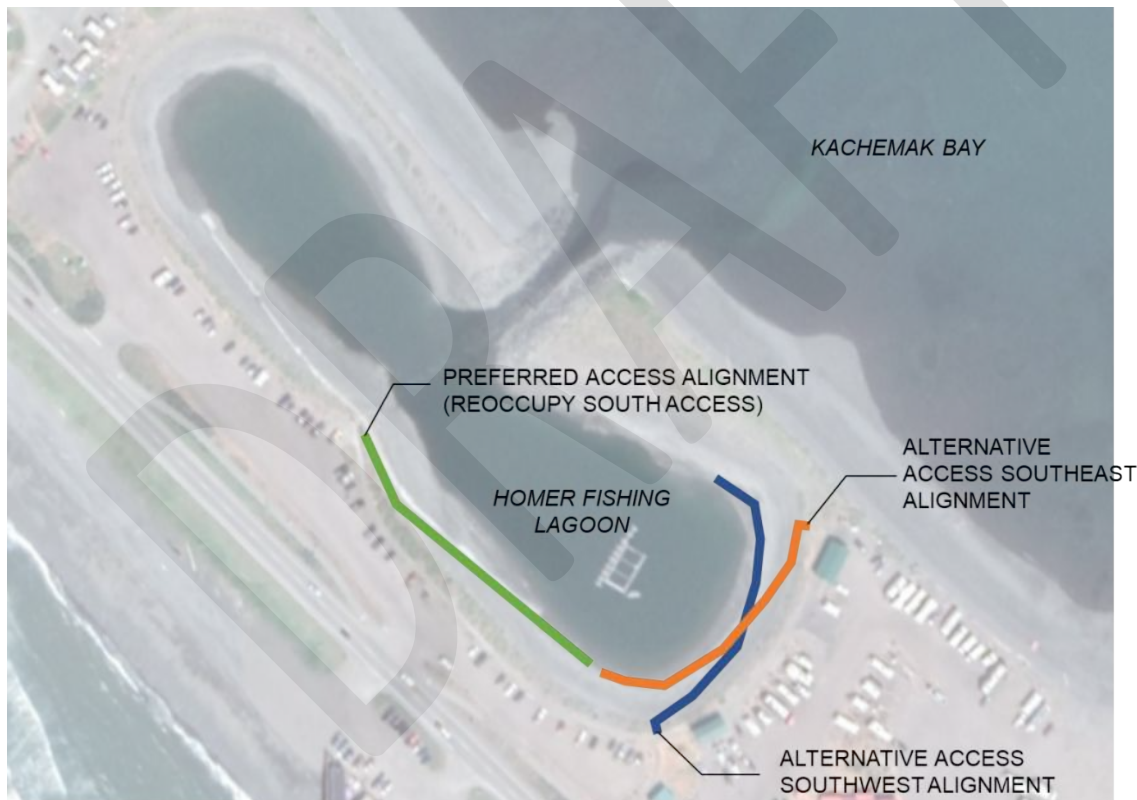 KACHEMAK BAY
PREFERRED ACCESS ALIGNMENT
(REOCCUPY SOUTH ACCESS)
ALTERNATIVE
ACCESS SOUTHEAST
ALIGNMENT
HOMER FISHING
LAGOON
ALTERNATIVE ACCESS
SOUTHWEST ALIGNMENT
DRAFT